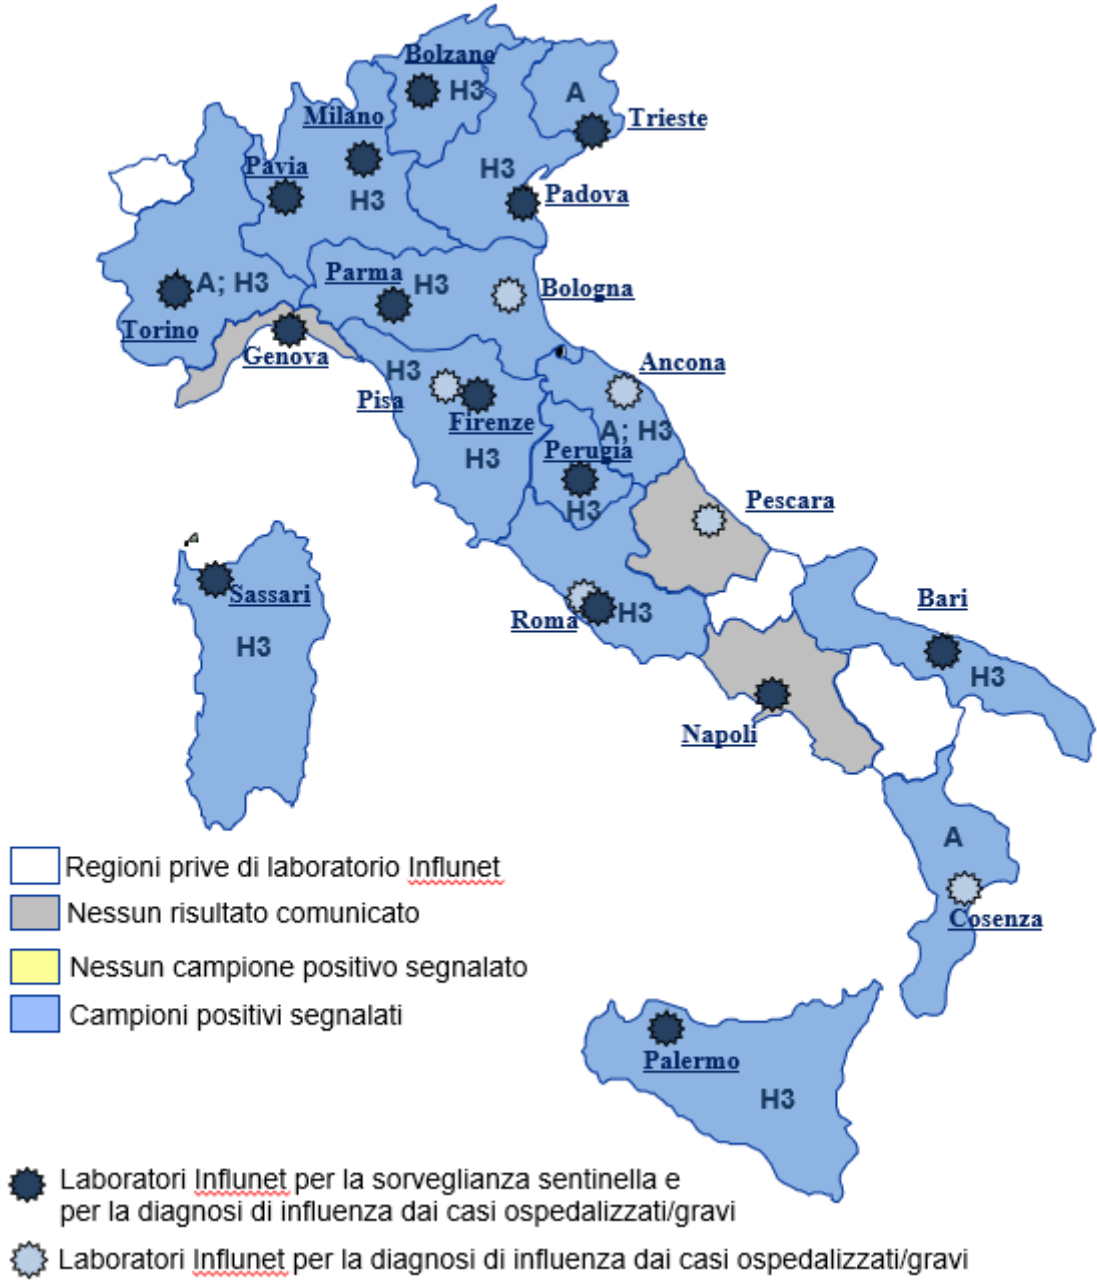 Bolzano
H3
A
Trieste
Milano
H3
Pavia
H3
Padova
A; H3
Torino
Parma
H3
Bologna
Genova
H3
Pisa
Firenze
H3
Ancona
A; H3
Perugia
H3
Pescara
Sassari
H3
Roma
H3
Bari
H3
Napoli
A
Cosenza
Palermo
H3
Regioni prive di laboratorio Influnet
Nessun risultato comunicato
Nessun campione positivo segnalato
Campioni positivi segnalati
Laboratori Influnet per la sorveglianza sentinella e
per la diagnosi di influenza dai casi ospedalizzati/gravi
Laboratori Influnet per la diagnosi di influenza dai casi ospedalizzati/gravi